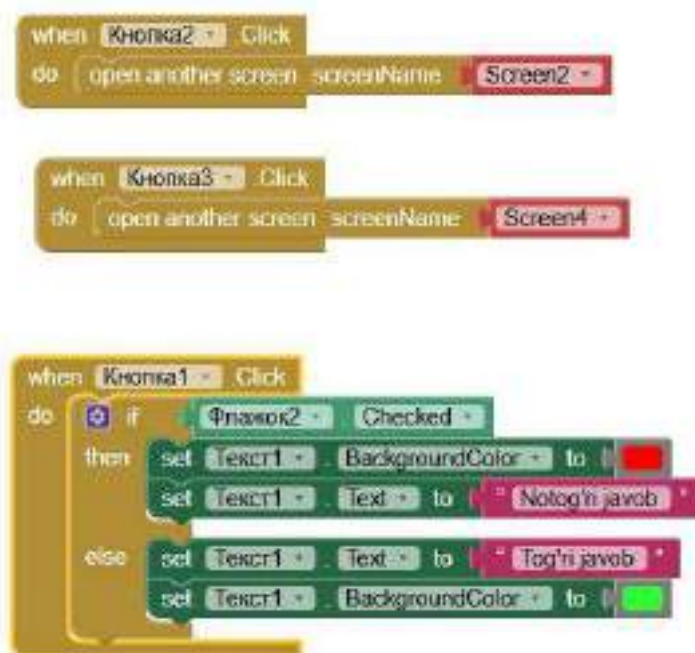 when Кнопка2 Click
do open another screen screenName Screen2
when Кнопка3 Click
do open another screen screenName Screen4
when Кнопка1 Click
do if Флажок2 . Checked
then set Текст1 . BackgroundColor to
set Текст1 . Text to " Notog'ri javob "
else set Текст1 . Text to " Tog'ri javob "
set Текст1 . BackgroundColor to